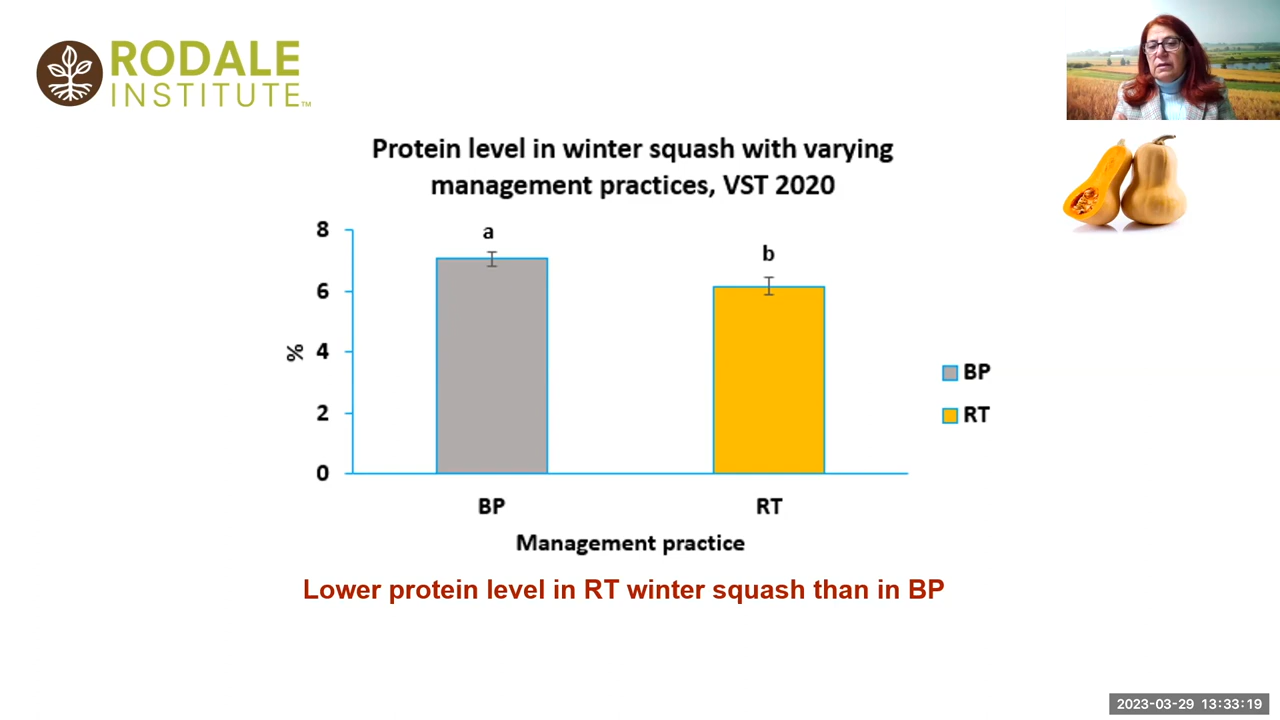 RODALE
INSTITUTE™
Protein level in winter squash with varying
management practices, VST 2020
8
6
4
2
0
%
a
b
BP
RT
BP
RT
Management practice
Lower protein level in RT winter squash than in BP
2023-03-29 13:33:19